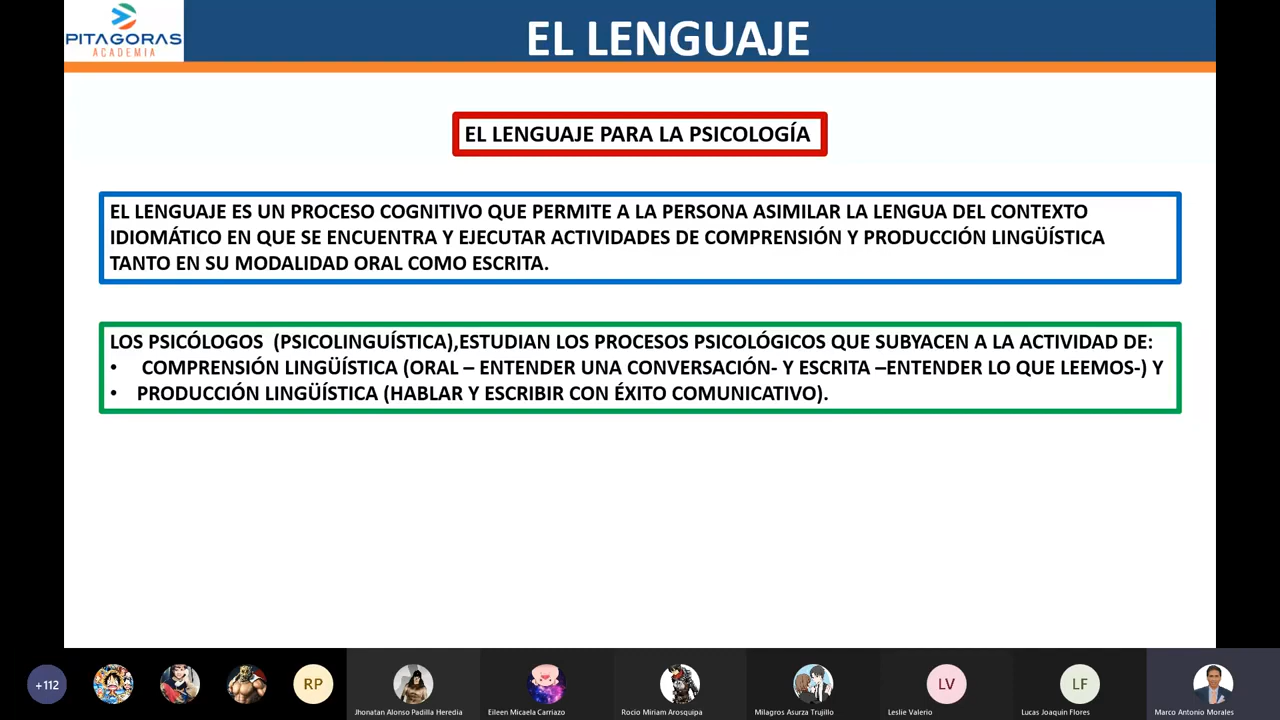 PITAGORAS
ACADEMIA
EL LENGUAJE
EL LENGUAJE PARA LA PSICOLOGÍA
EL LENGUAJE ES UN PROCESO COGNITIVO QUE PERMITE A LA PERSONA ASIMILAR LA LENGUA DEL CONTEXTO
IDIOMÁTICO EN QUE SE ENCUENTRA Y EJECUTAR ACTIVIDADES DE COMPRENSIÓN Y PRODUCCIÓN LINGÜÍSTICA
TANTO EN SU MODALIDAD ORAL COMO ESCRITA.
LOS PSICÓLOGOS (PSICOLINGUÍSTICA),ESTUDIAN LOS PROCESOS PSICOLÓGICOS QUE SUBYACEN A LA ACTIVIDAD DE:
• COMPRENSIÓN LINGÜÍSTICA (ORAL – ENTENDER UNA CONVERSACIÓN- Y ESCRITA –ENTENDER LO QUE LEEMOS-) Y
• PRODUCCIÓN LINGÜÍSTICA (HABLAR Y ESCRIBIR CON ÉXITO COMUNICATIVO).
+112
RP
LV
LF
Jhonatan Alonso Padilla Heredia
Eileen Micaela Carriazo
Rocio Miriam Arosquipa
Milagros Asurza Trujillo
Leslie Valerio
Lucas Joaquin Flores
Marco Antonio Morales